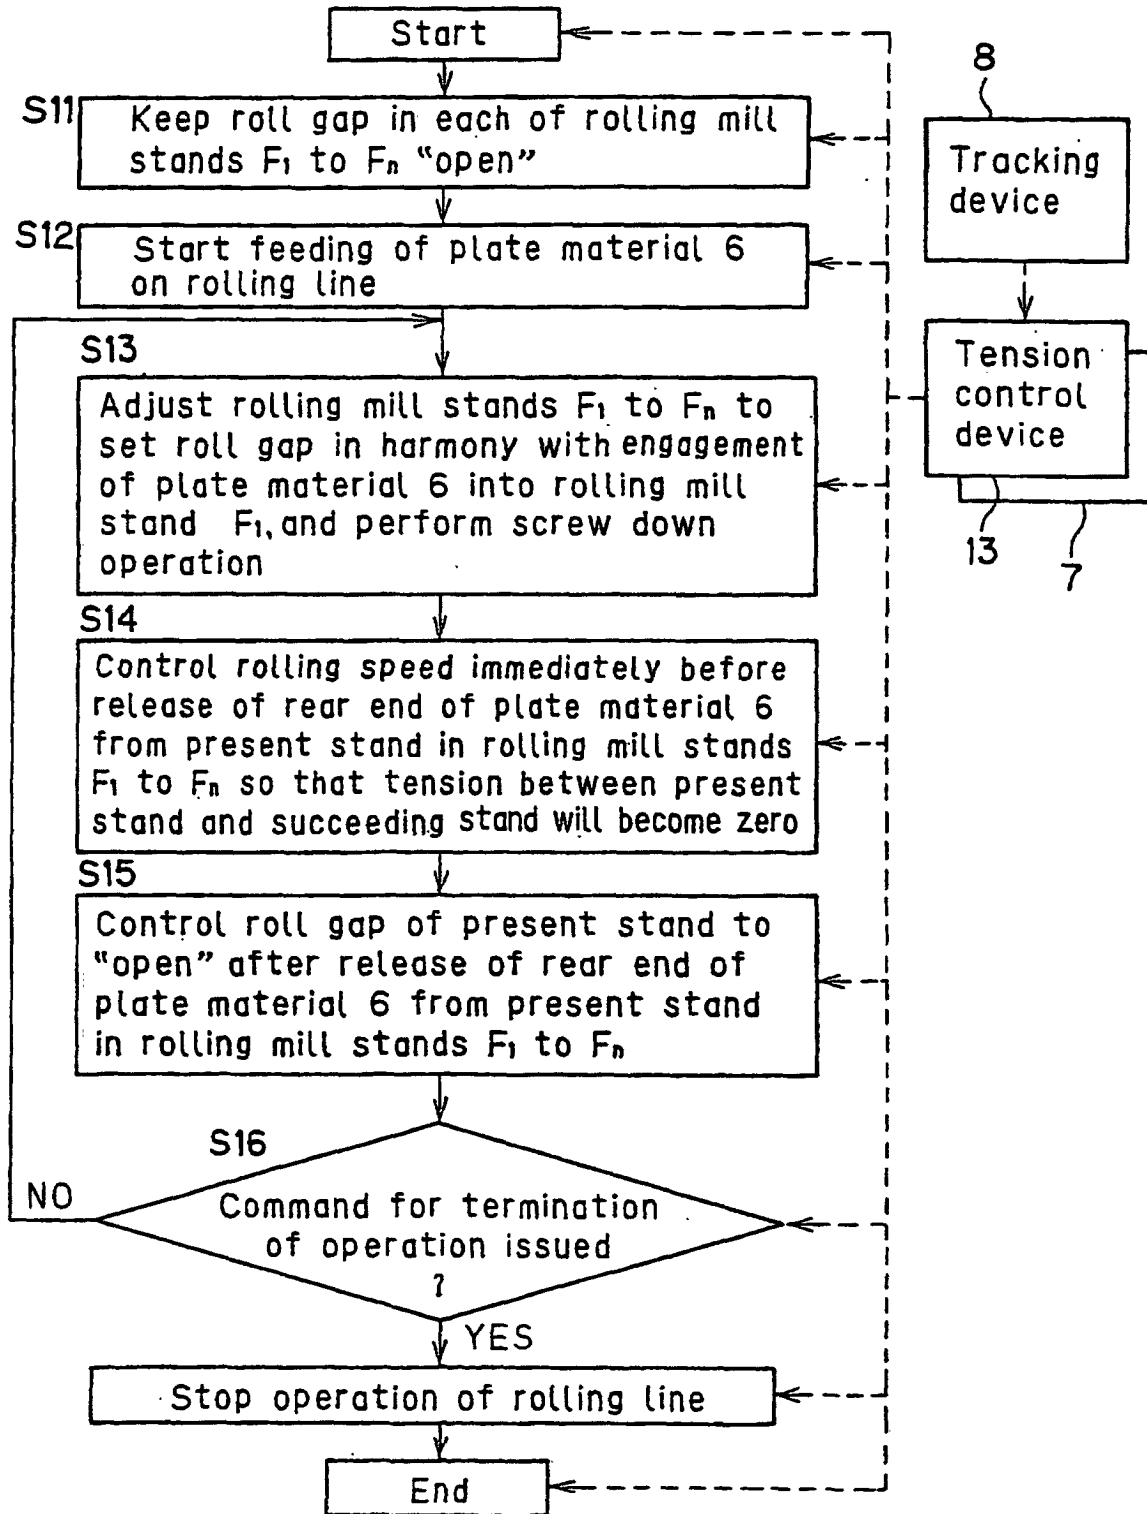 Start
S11
Keep roll gap in each of rolling mill
stands F1 to Fn "open"
S12
Start feeding of plate material 6
on rolling line
S13
Adjust rolling mill stands F1 to Fn to
set roll gap in harmony with engagement
of plate material 6 into rolling mill
stand F1, and perform screw down
operation
S14
Control rolling speed immediately before
release of rear end of plate material 6
from present stand in rolling mill stands
F1 to Fn so that tension between present
stand and succeeding stand will become zero
S15
Control roll gap of present stand to
"open" after release of rear end of
plate material 6 from present stand
in rolling mill stands F1 to Fn
S16
Command for termination
of operation issued
?
NO
YES
Stop operation of rolling line
End
8
Tracking
device
Tension
control
device
13
7